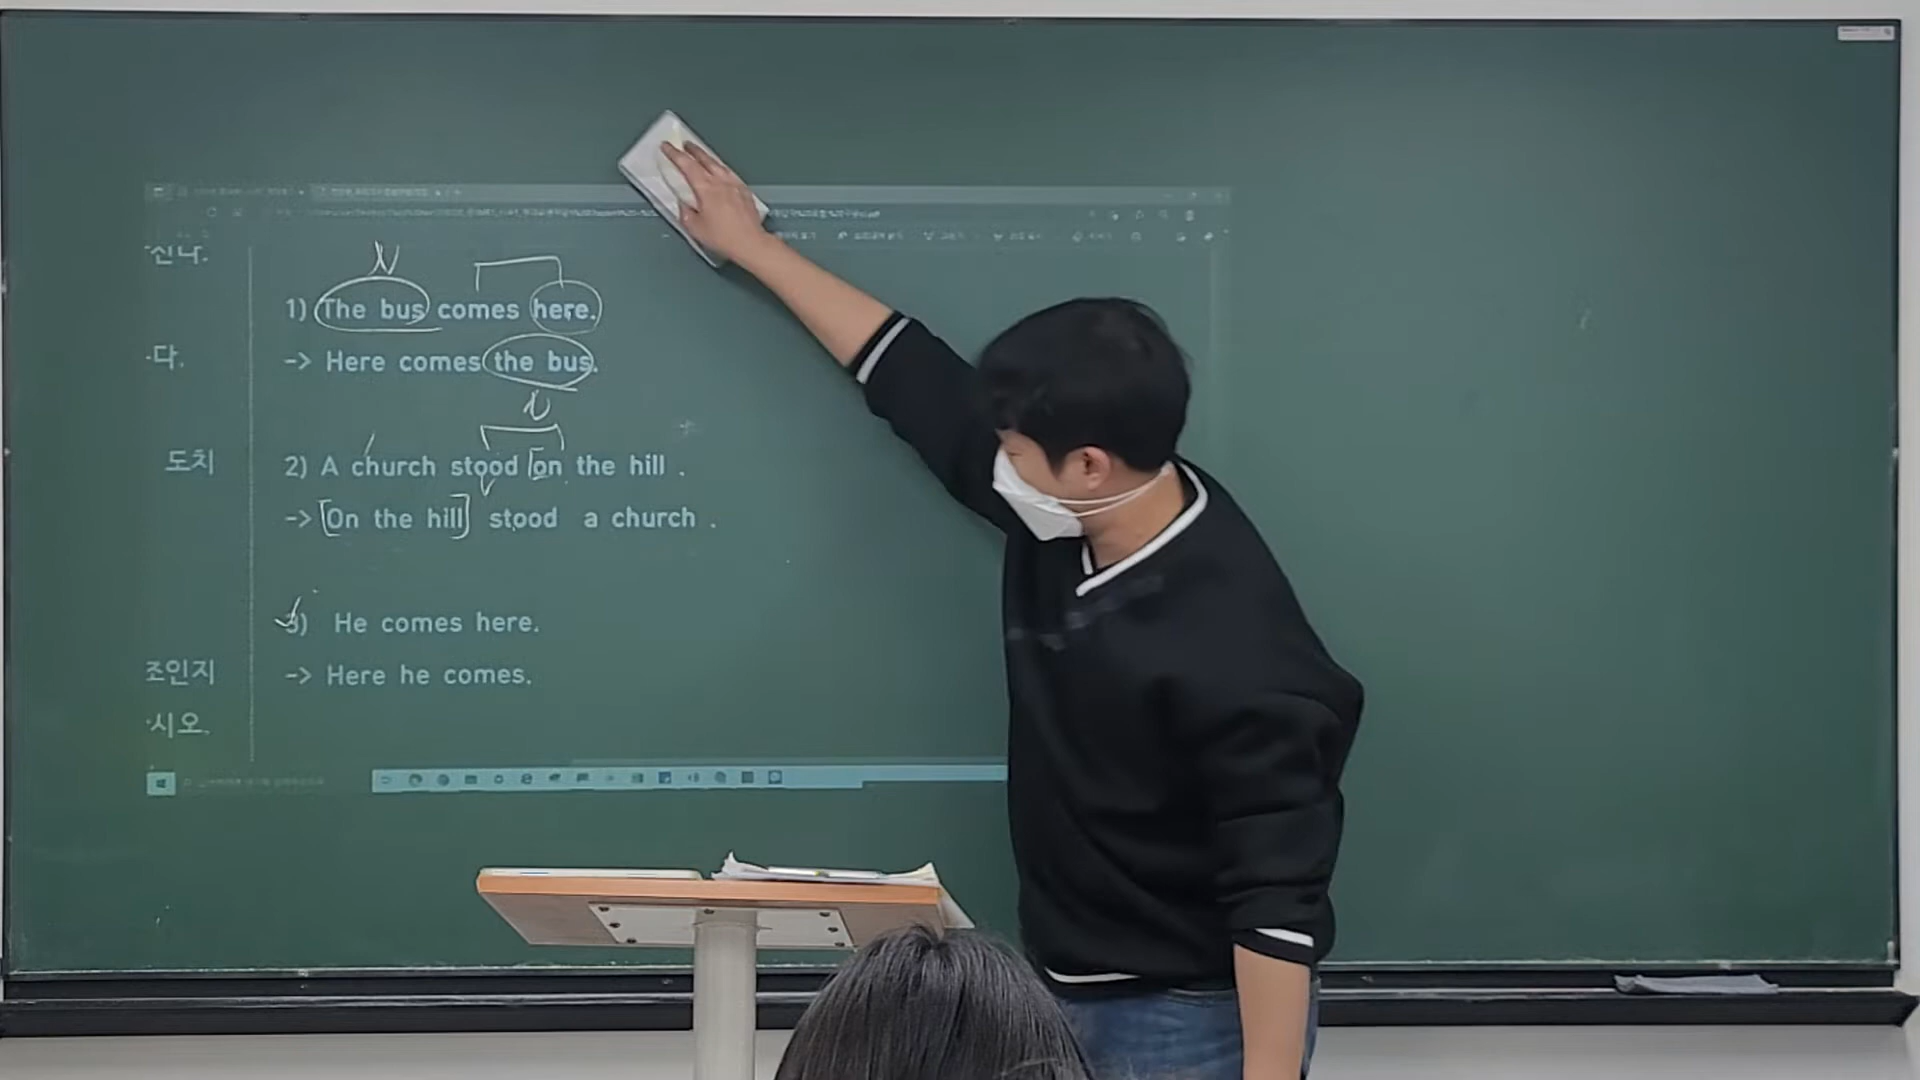 신나.
N
1) The bus comes here.
다.
-> Here comes the bus.
N
도치
2) A church stood on the hill .
-> [On the hill] stood a church .
3) He comes here.
조인지
-> Here he comes.
시오.